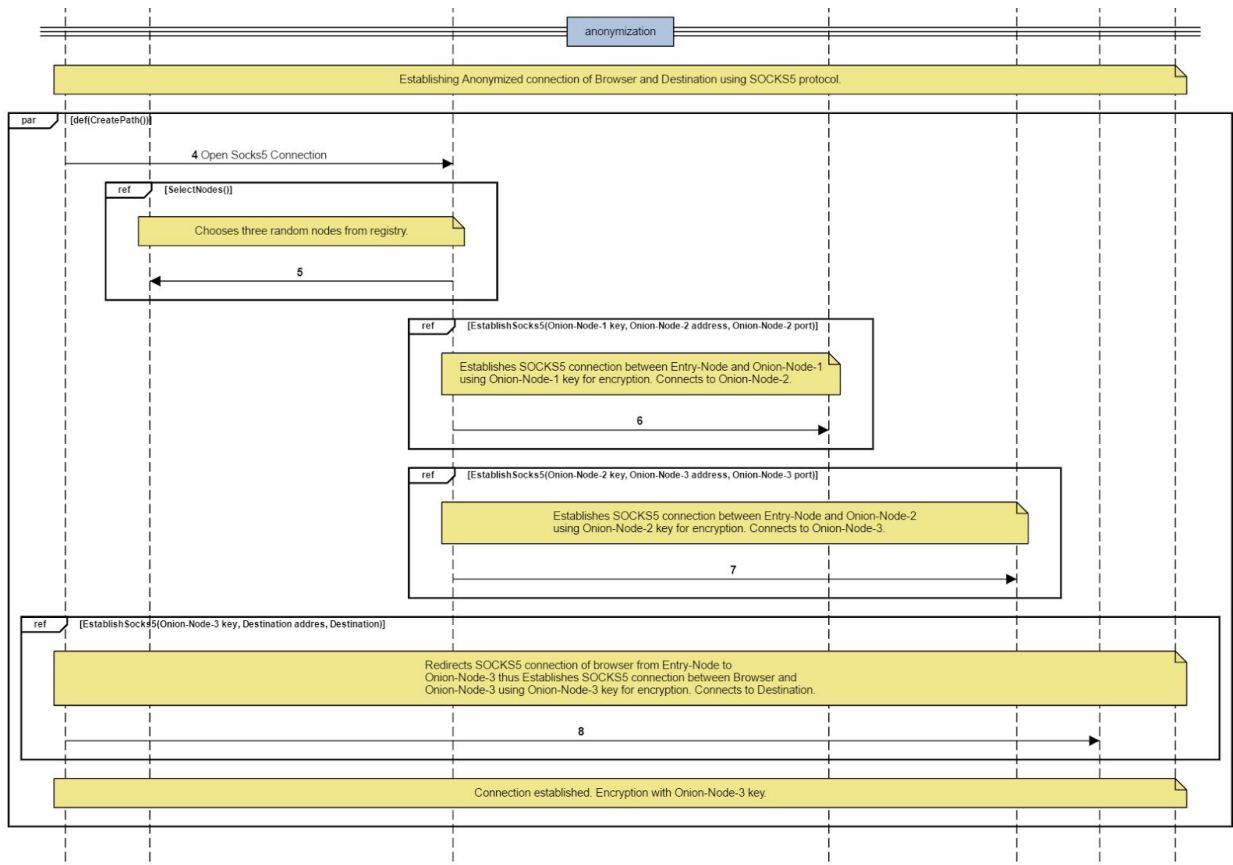 anonymization
Establishing Anonymized connection of Browser and Destination using SOCKS5 protocol.
par
[def(CreatePath())]
4 Open Socks5 Connection
ref
[SelectNodes()]
Chooses three random nodes from registry.
5
ref
[EstablishSocks5(Onion-Node-1 key, Onion-Node-2 address, Onion-Node-2 port)]
Establishes SOCKS5 connection between Entry-Node and Onion-Node-1
using Onion-Node-1 key for encryption. Connects to Onion-Node-2.
6
ref
[EstablishSocks5(Onion-Node-2 key, Onion-Node-3 address, Onion-Node-3 port)]
Establishes SOCKS5 connection between Entry-Node and Onion-Node-2
using Onion-Node-2 key for encryption. Connects to Onion-Node-3.
7
ref
[EstablishSocks5(Onion-Node-3 key, Destination addres, Destination)]
Redirects SOCKS5 connection of browser from Entry-Node to
Onion-Node-3 thus Establishes SOCKS5 connection between Browser and
Onion-Node-3 using Onion-Node-3 key for encryption. Connects to Destination.
8
Connection established. Encryption with Onion-Node-3 key.